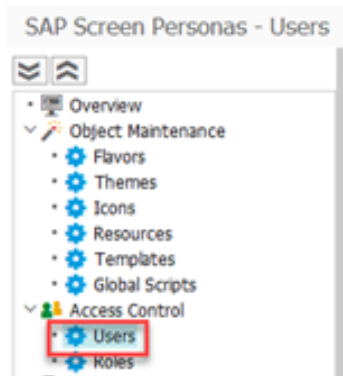 SAP Screen Personas - Users
Overview
Object Maintenance
Flavors
Themes
Icons
Resources
Templates
Global Scripts
Access Control
Users
Roles